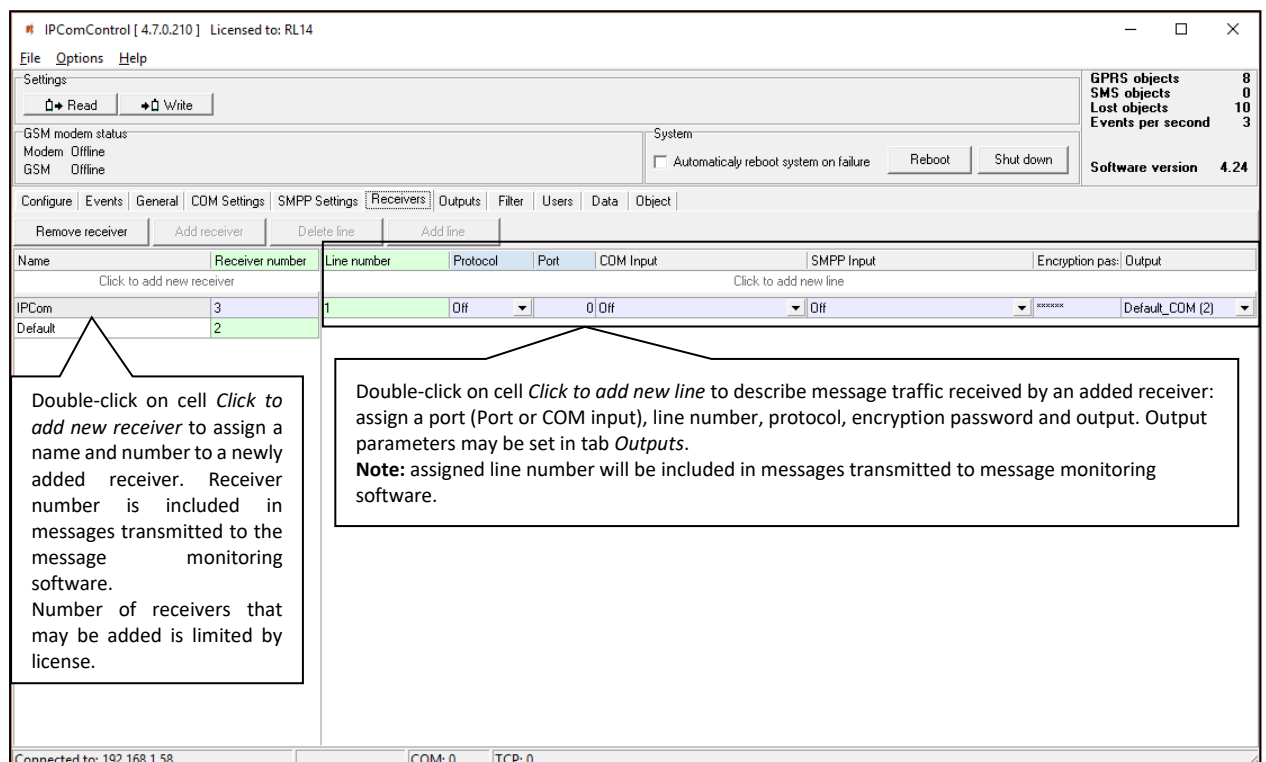 IPComControl [ 4.7.0.210 ] Licensed to: RL14
File Options Help
Settings
Read Write
GPRS objects 8
SMS objects 0
Lost objects 10
Events per second 3
Software version 4.24
GSM modem status
Modem Offline
GSM Offline
System
Automaticaly reboot system on failure Reboot Shut down
Configure Events General COM Settings SMPP Settings Receivers Outputs Filter Users Data Object
Remove receiver Add receiver Delete line Add line
Name Receiver number Line number Protocol Port COM Input SMPP Input Encryption pas: Output
Click to add new receiver Click to add new line
IPCom 3 1 Off 0 Off Off ****** Default_COM (2)
Default 2
Double-click on cell Click to
add new receiver to assign a
name and number to a newly
added receiver. Receiver
number is included in
messages transmitted to the
message monitoring
software.
Number of receivers that
may be added is limited by
license.
Double-click on cell Click to add new line to describe message traffic received by an added receiver:
assign a port (Port or COM input), line number, protocol, encryption password and output. Output
parameters may be set in tab Outputs.
Note: assigned line number will be included in messages transmitted to message monitoring
software.
Connected to: 192.168.1.58 COM: 0 TCP: 0